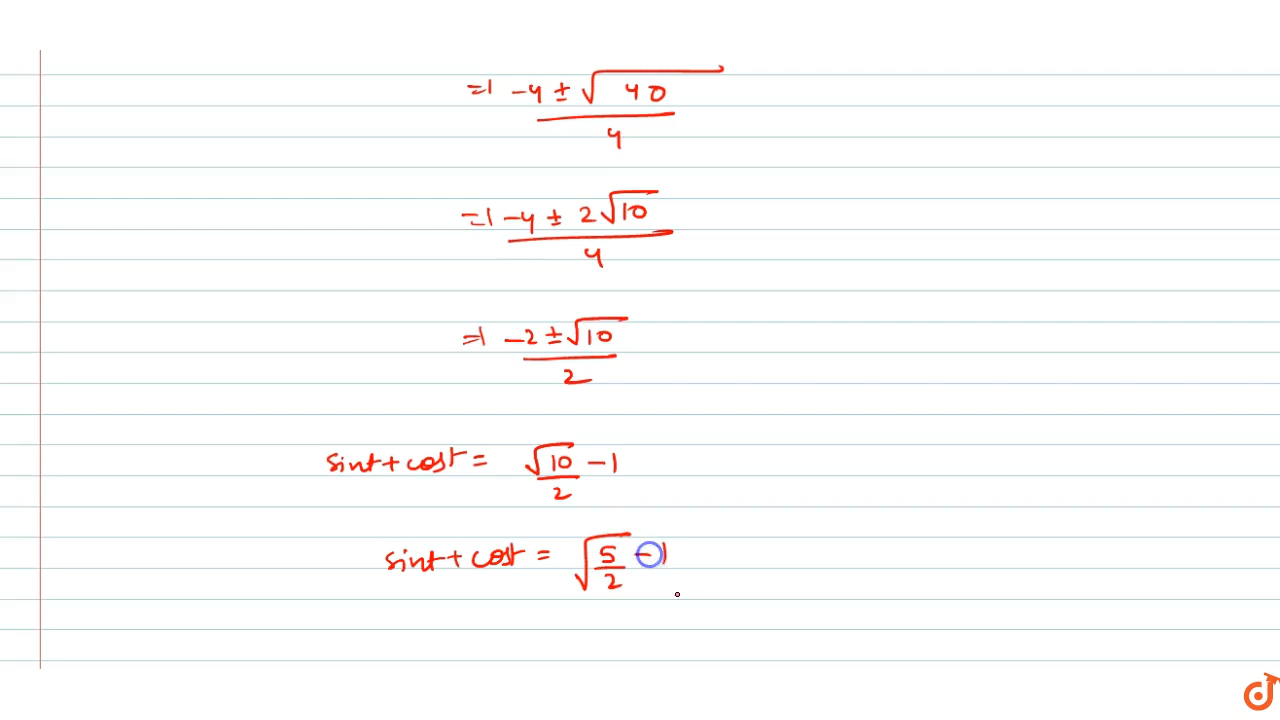 ⇒ (-4 ± √40)/4
⇒ (-4 ± 2√10)/4
⇒ (-2 ± √10)/2
sint + cost = √10/2 - 1
sint + cost = √(5/2) - 1